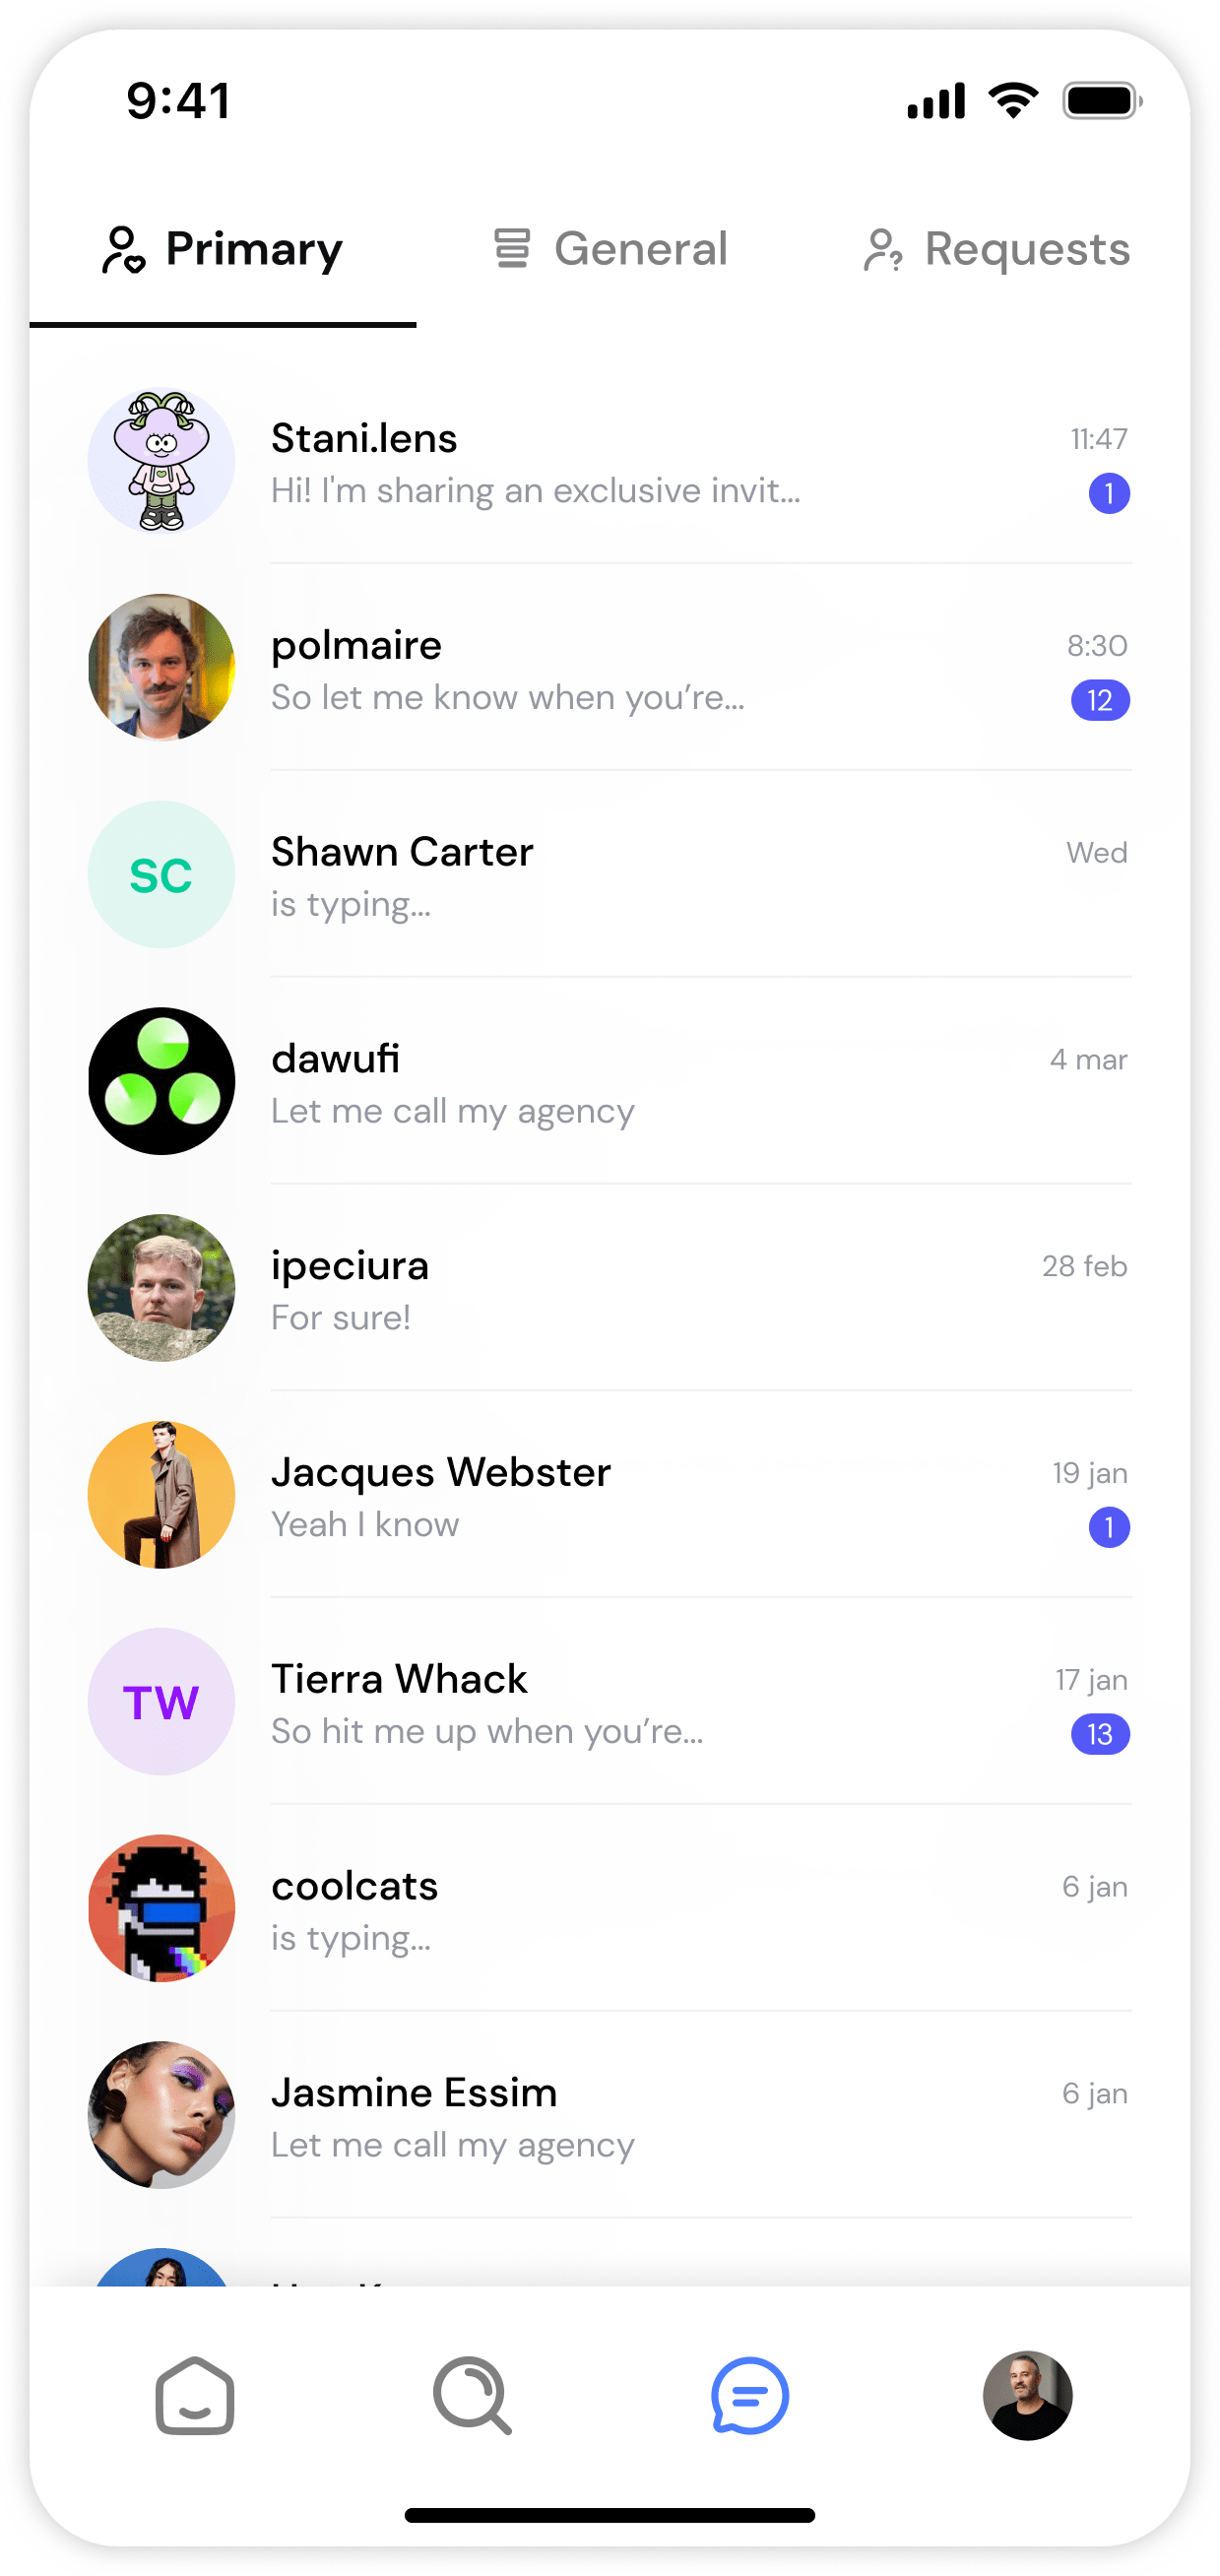 9:41
Primary General Requests
Stani.lens 11:47
Hi! I'm sharing an exclusive invit... 1
polmaire 8:30
So let me know when you’re... 12
SC Shawn Carter Wed
is typing...
dawufi 4 mar
Let me call my agency
ipeciura 28 feb
For sure!
Jacques Webster 19 jan
Yeah I know 1
TW Tierra Whack 17 jan
So hit me up when you’re... 13
coolcats 6 jan
is typing...
Jasmine Essim 6 jan
Let me call my agency